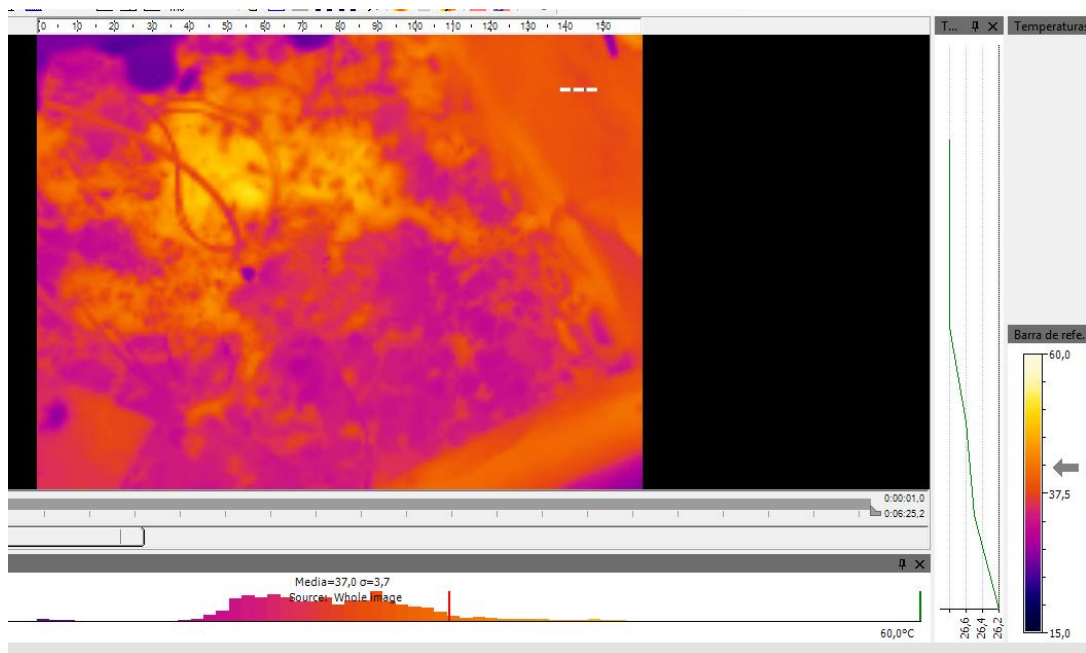 0 10 20 30 40 50 60 70 80 90 100 110 120 130 140 150
T...
Temperaturas
Barra de refe.
60,0
37,5
15,0
26,6
26,4
26,2
0:00:01,0
0:06:25,2
Media=37,0 σ=3,7
Source: Whole Image
60,0°C